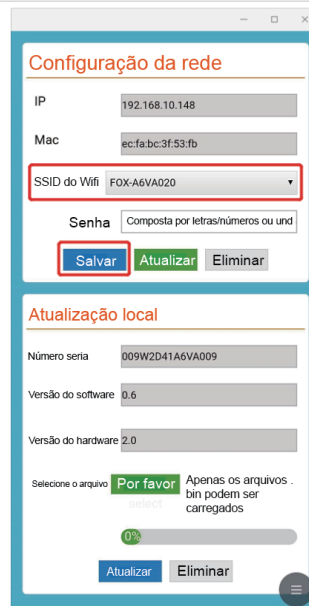 Configuração da rede
IP 192.168.10.148
Mac ec:fa:bc:3f:53:fb
SSID do Wifi FOX-A6VA020
Senha Composta por letras/números ou und
Salvar Atualizar Eliminar
Atualização local
Número seria 009W2D41A6VA009
Versão do software 0.6
Versão do hardware 2.0
Selecione o arquivo Por favor select Apenas os arquivos .
bin podem ser
carregados
0%
Atualizar Eliminar